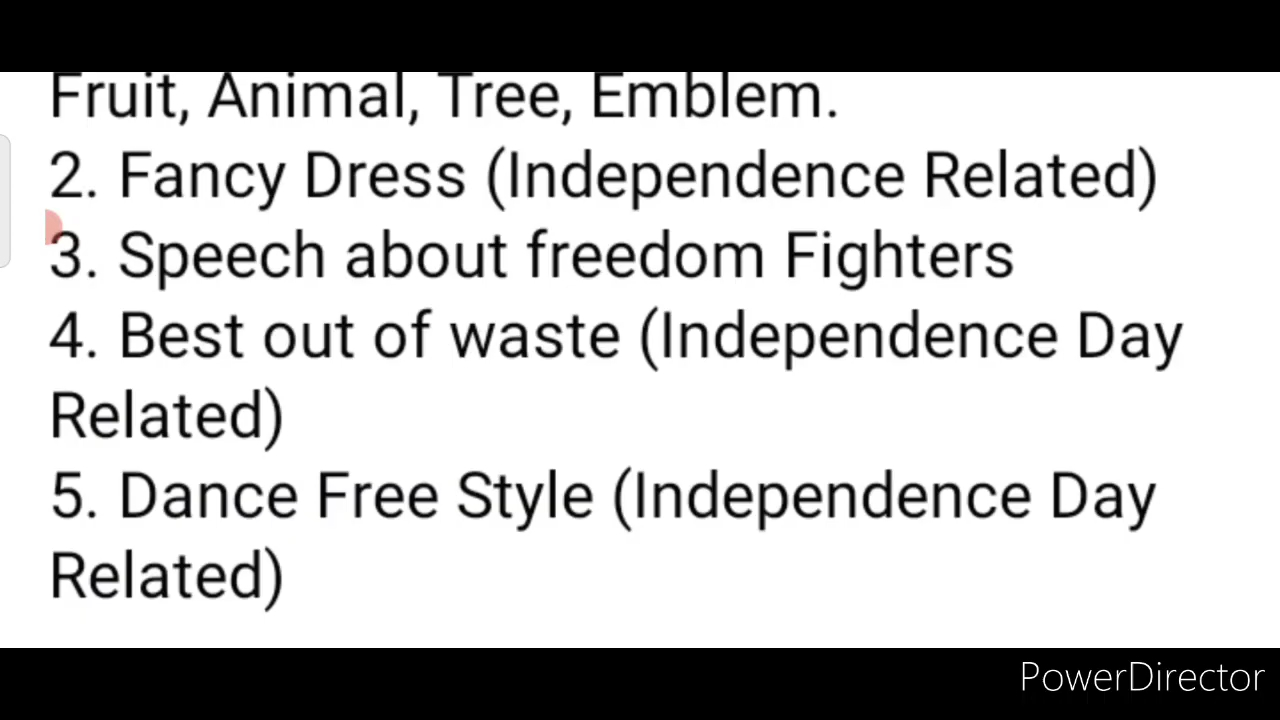 Fruit, Animal, Tree, Emblem.
2. Fancy Dress (Independence Related)
3. Speech about freedom Fighters
4. Best out of waste (Independence Day
Related)
5. Dance Free Style (Independence Day
Related)
PowerDirector